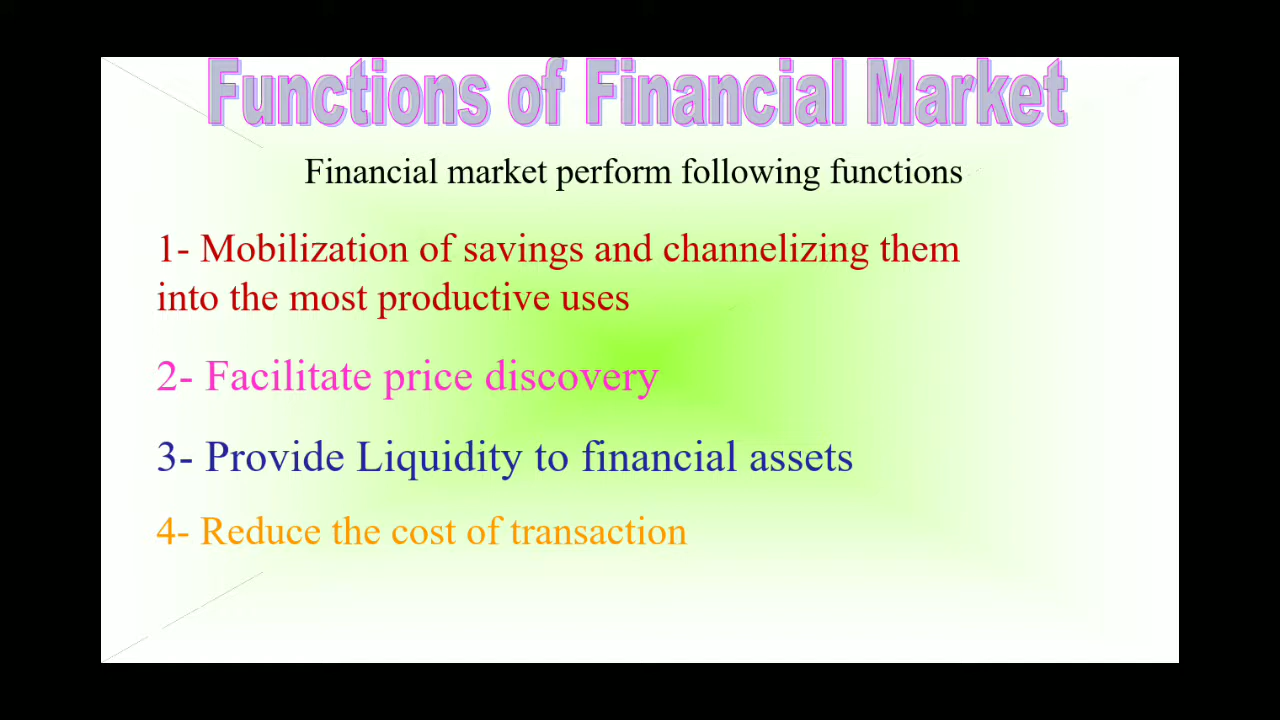 Functions of Financial Market
Financial market perform following functions
1- Mobilization of savings and channelizing them
into the most productive uses
2- Facilitate price discovery
3- Provide Liquidity to financial assets
4- Reduce the cost of transaction